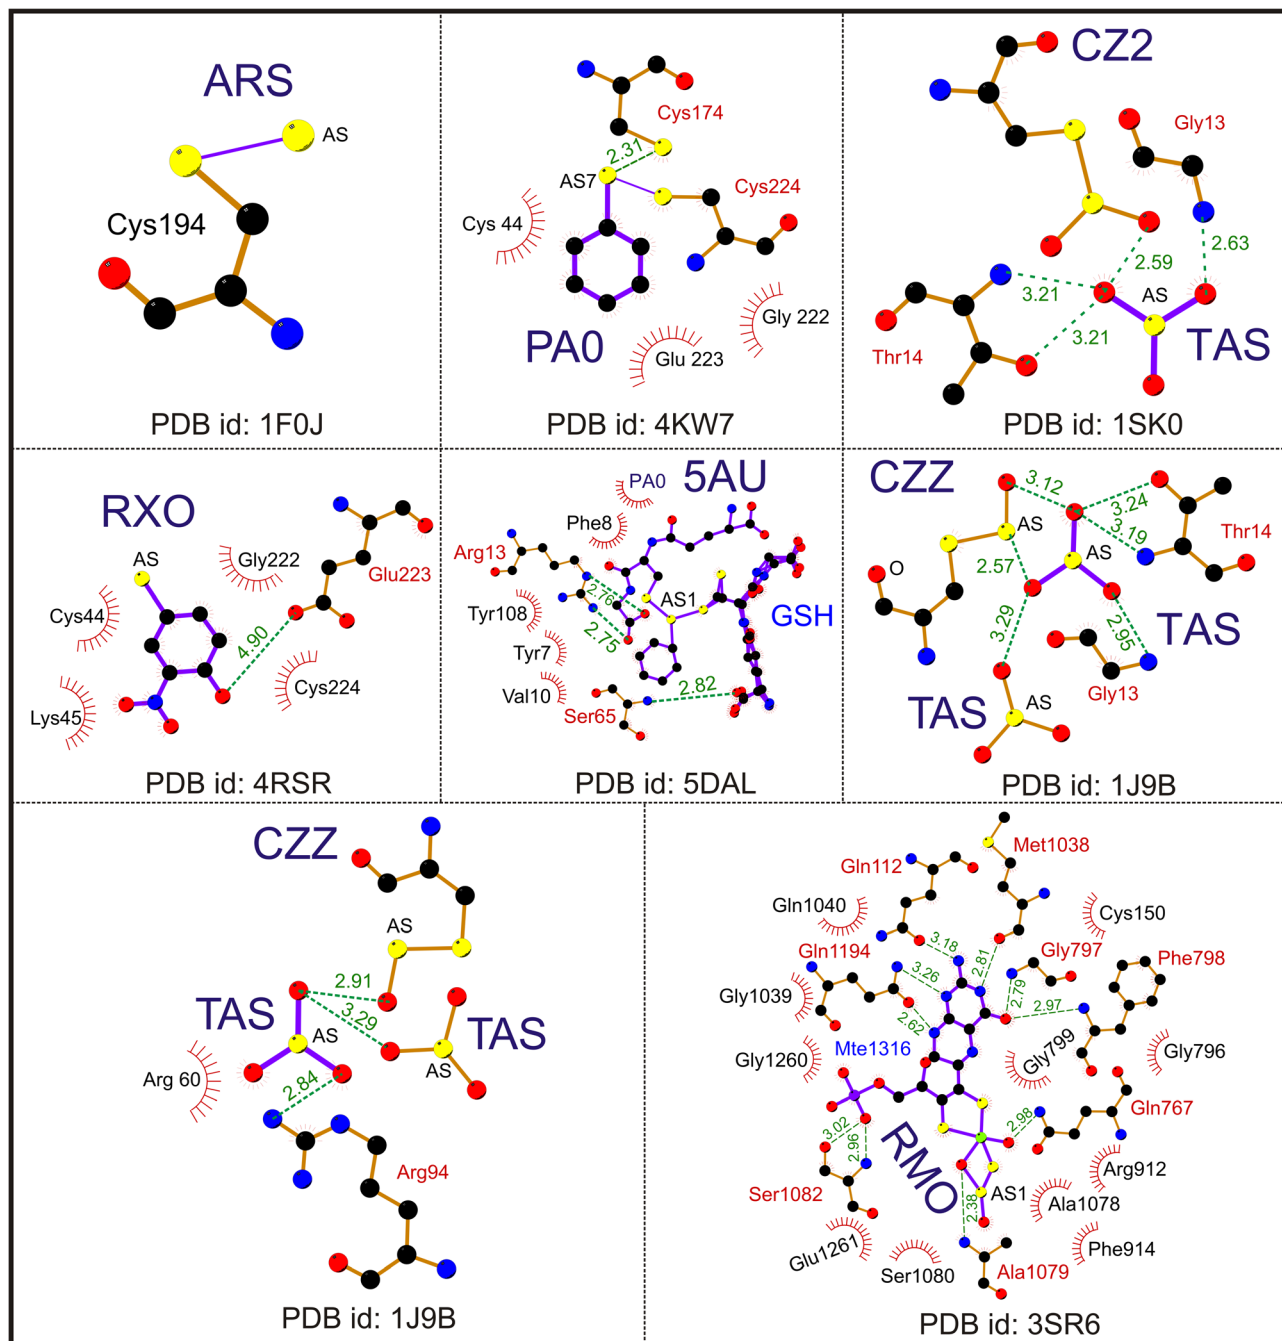 ARS
AS
Cys194
PDB id: 1F0J
Cys174
2.31
AS7
Cys224
Cys 44
Gly 222
PA0
Glu 223
PDB id: 4KW7
CZ2
Gly13
2.63
2.59
3.21
AS
3.21
Thr14
TAS
PDB id: 1SK0
RXO
AS
Gly222
Glu223
Cys44
4.90
Cys224
Lys45
PDB id: 4RSR
5AU
PA0
Phe8
Arg13
AS1
2.76
Tyr108
GSH
2.75
Tyr7
Val10
2.82
Ser65
PDB id: 5DAL
CZZ
3.12
3.24
AS
3.19
Thr14
AS
2.57
O
TAS
3.29
2.95
Gly13
TAS
AS
PDB id: 1J9B
CZZ
AS
2.91
TAS
3.29
TAS
AS
AS
Arg 60
2.84
Arg94
PDB id: 1J9B
Met1038
Gln112
Gln1040
Cys150
3.18
Gln1194
2.81
Gly797
Phe798
3.26
2.79
Gly1039
2.97
2.62
Mte1316
Gly799
Gly796
Gly1260
Gln767
2.98
3.02
2.96
RMO
Arg912
Ser1082
AS1
Ala1078
2.38
Glu1261
Phe914
Ser1080
Ala1079
PDB id: 3SR6